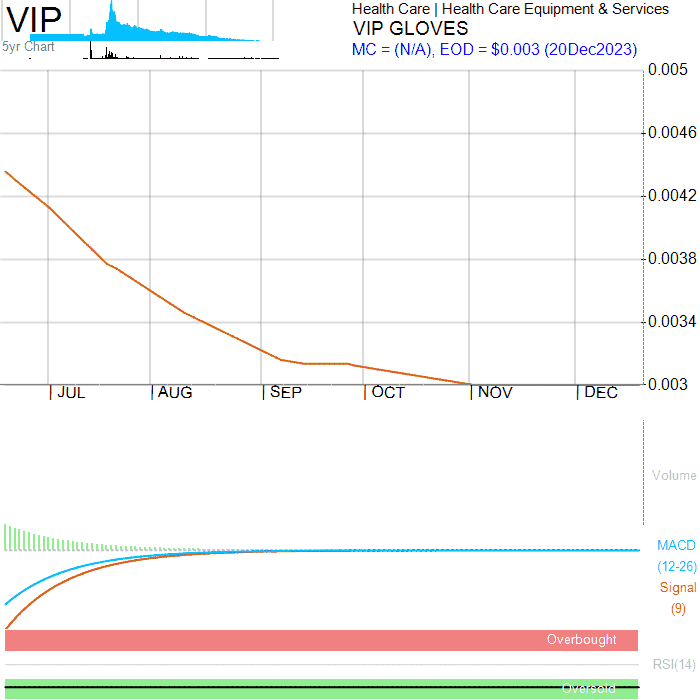 VIP
5yr Chart
Health Care | Health Care Equipment & Services
VIP GLOVES
MC = (N/A), EOD = $0.003 (20Dec2023)
0.005
0.0046
0.0042
0.0038
0.0034
0.003
JUL
AUG
SEP
OCT
NOV
DEC
Volume
MACD
(12-26)
Signal
(9)
Overbought
RSI(14)
Oversold